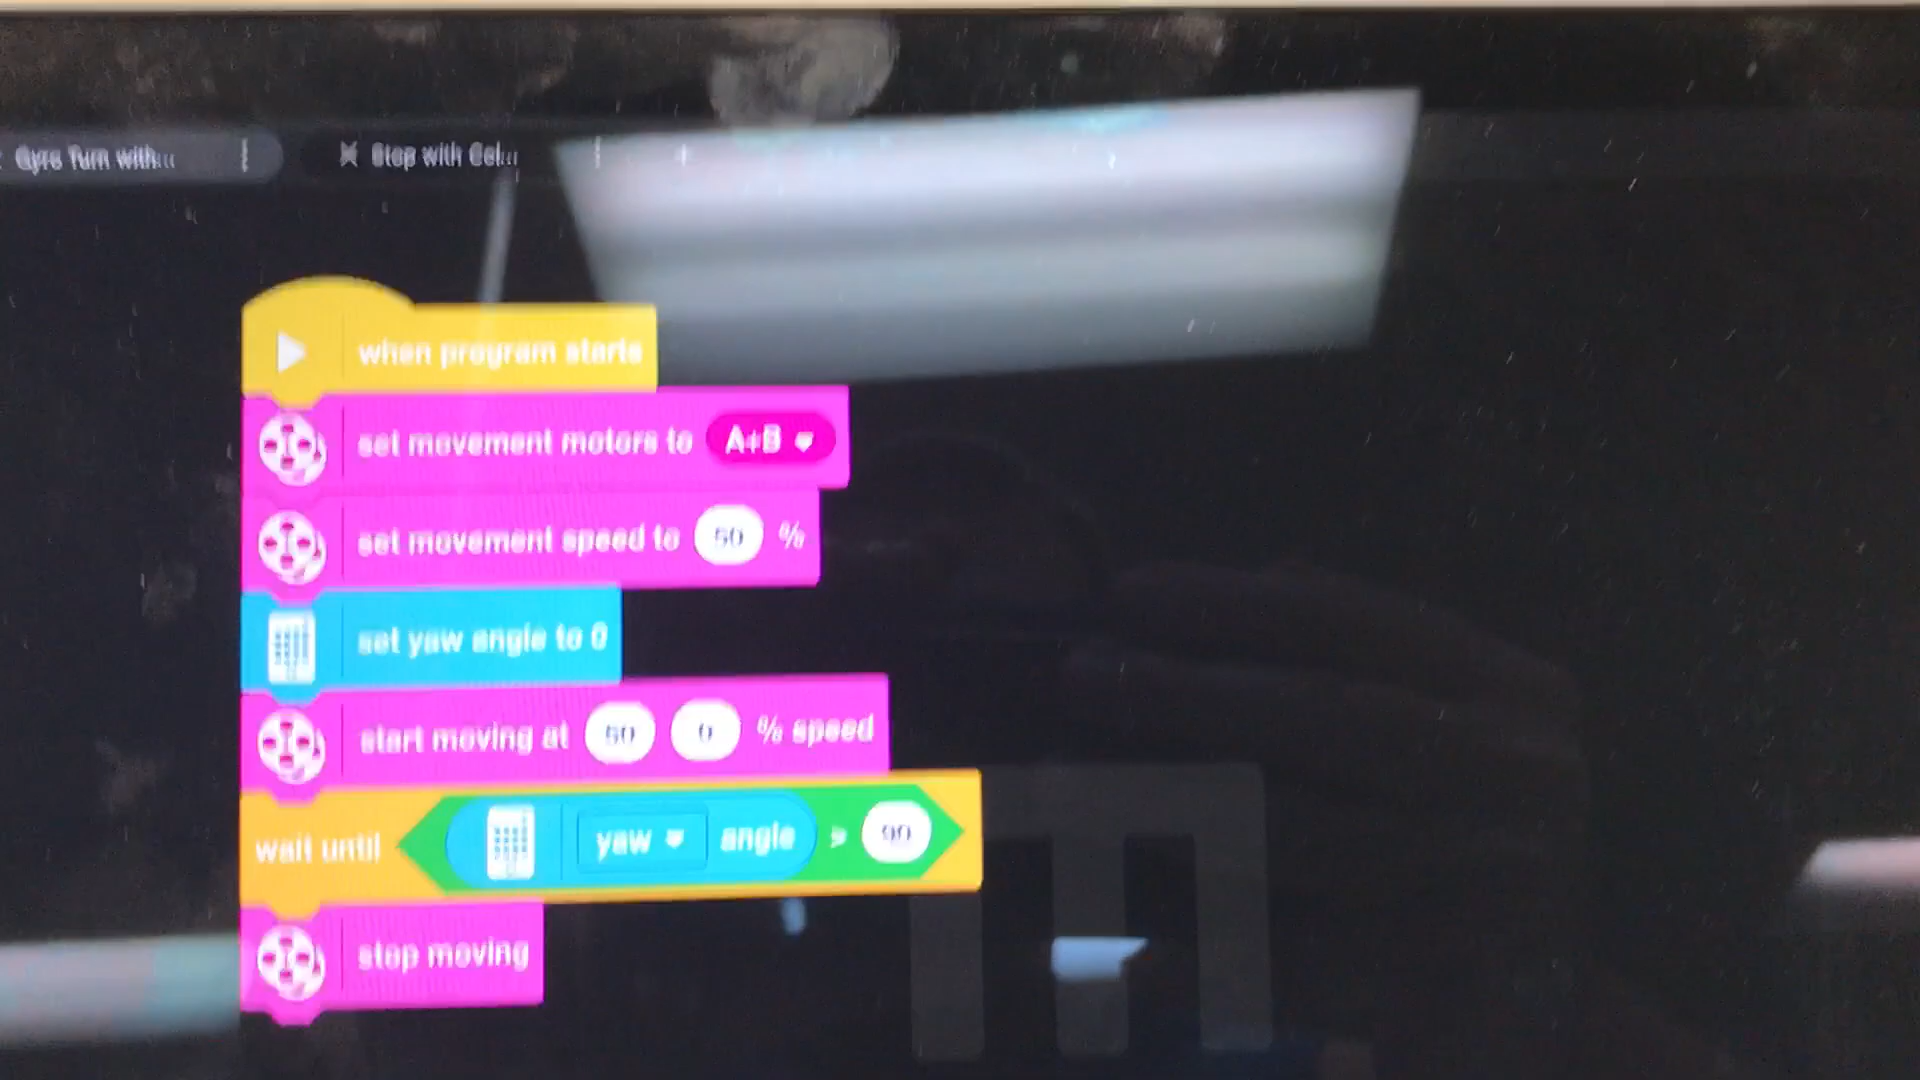 Gyro Turn with...
Stop with Col...
+
when program starts
set movement motors to A+B
set movement speed to 50 %
set yaw angle to 0
start moving at 50 0 % speed
wait until yaw angle 90
stop moving